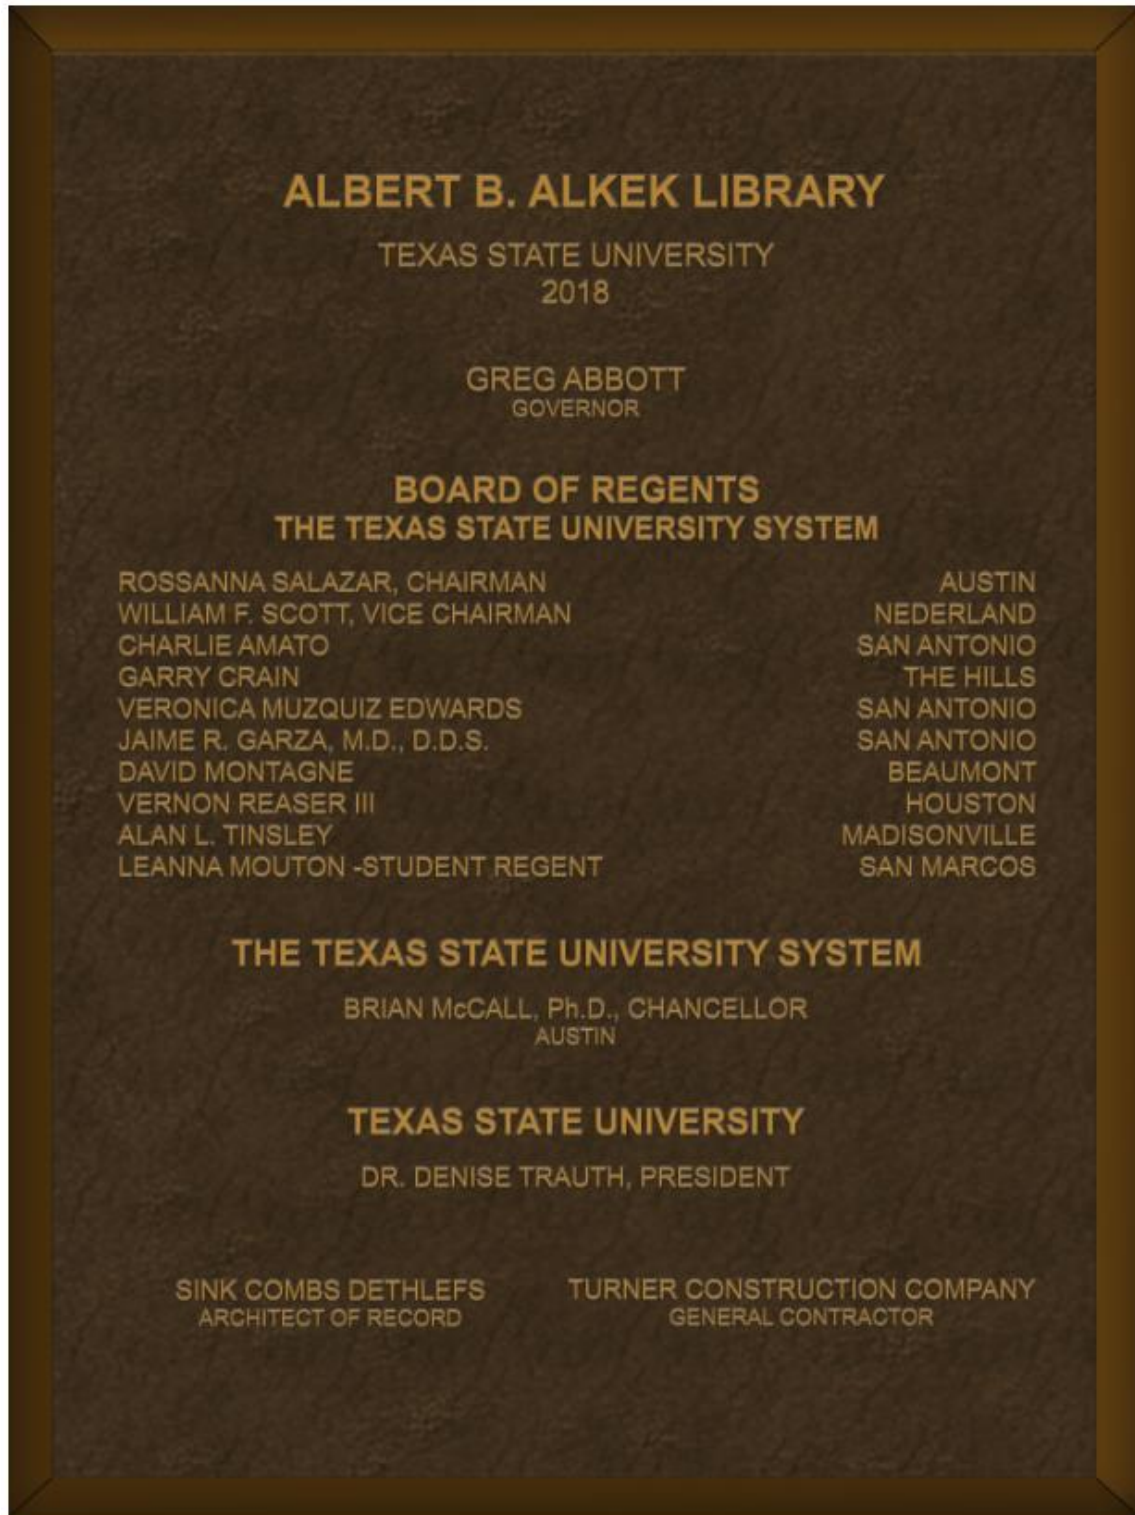 ALBERT B. ALKEK LIBRARY
TEXAS STATE UNIVERSITY
2018
GREG ABBOTT
GOVERNOR
BOARD OF REGENTS
THE TEXAS STATE UNIVERSITY SYSTEM
ROSSANNA SALAZAR, CHAIRMAN AUSTIN
WILLIAM F. SCOTT, VICE CHAIRMAN NEDERLAND
CHARLIE AMATO SAN ANTONIO
GARRY CRAIN THE HILLS
VERONICA MUZQUIZ EDWARDS SAN ANTONIO
JAIME R. GARZA, M.D., D.D.S. SAN ANTONIO
DAVID MONTAGNE BEAUMONT
VERNON REASER III HOUSTON
ALAN L. TINSLEY MADISONVILLE
LEANNA MOUTON -STUDENT REGENT SAN MARCOS
THE TEXAS STATE UNIVERSITY SYSTEM
BRIAN McCALL, Ph.D., CHANCELLOR
AUSTIN
TEXAS STATE UNIVERSITY
DR. DENISE TRAUTH, PRESIDENT
SINK COMBS DETHLEFS TURNER CONSTRUCTION COMPANY
ARCHITECT OF RECORD GENERAL CONTRACTOR